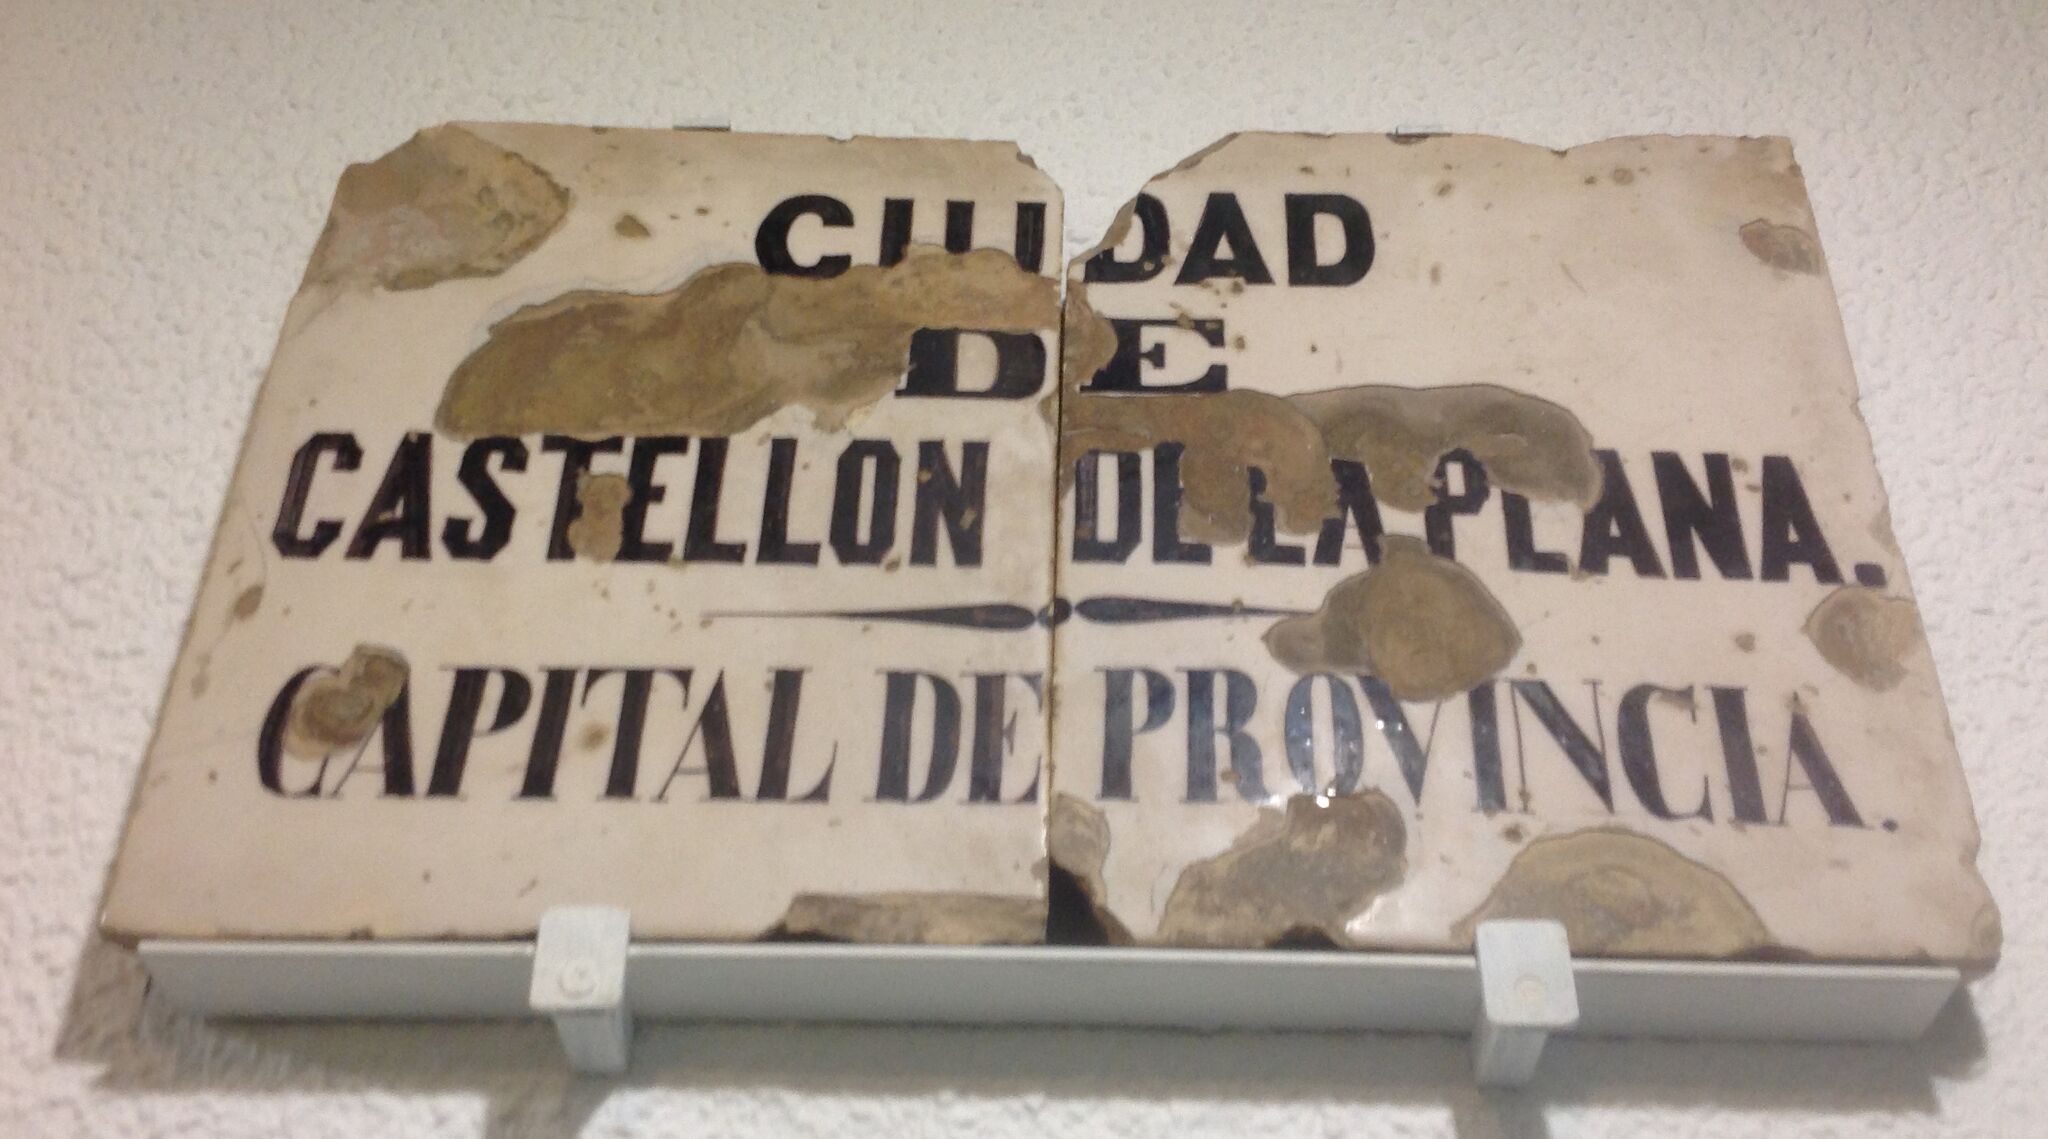 CIUDAD
DE
CASTELLON DE LA PLANA.
CAPITAL DE PROVINCIA.